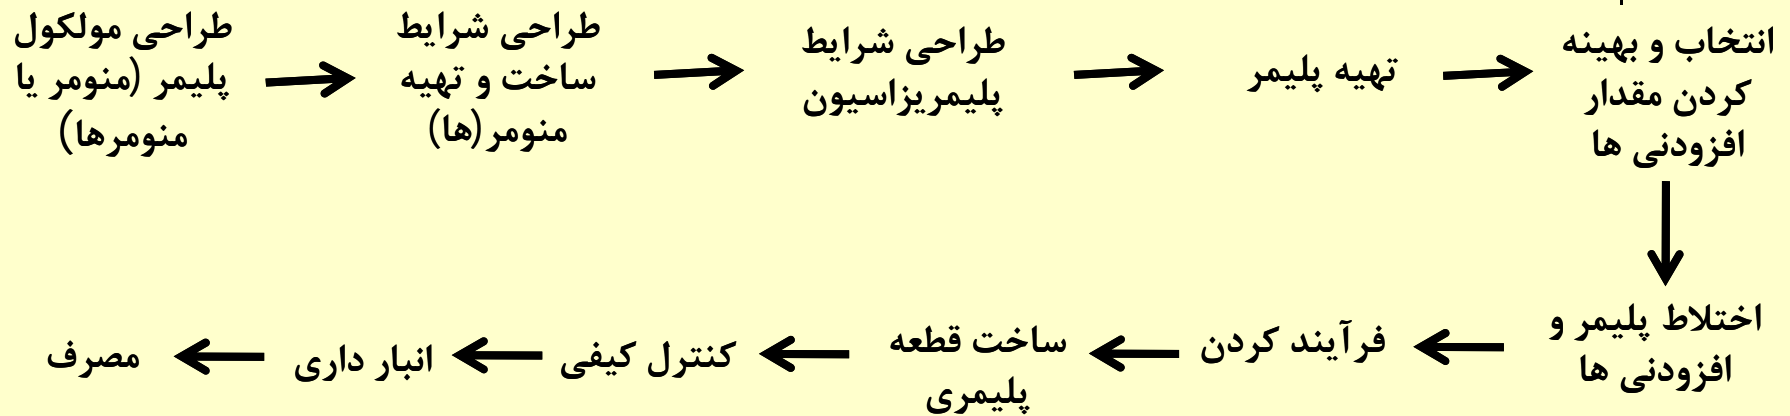 طراحی مولکول
پلیمر (منومر یا
منومرها)
طراحی شرایط
ساخت و تهیه
منومر(ها)
طراحی شرایط
پلیمریزاسیون
تهیه پلیمر
انتخاب و بهینه
کردن مقدار
افزودنی ها
اختلاط پلیمر و
افزودنی ها
فرآیند کردن
ساخت قطعه
پلیمری
کنترل کیفی
انبار داری
مصرف